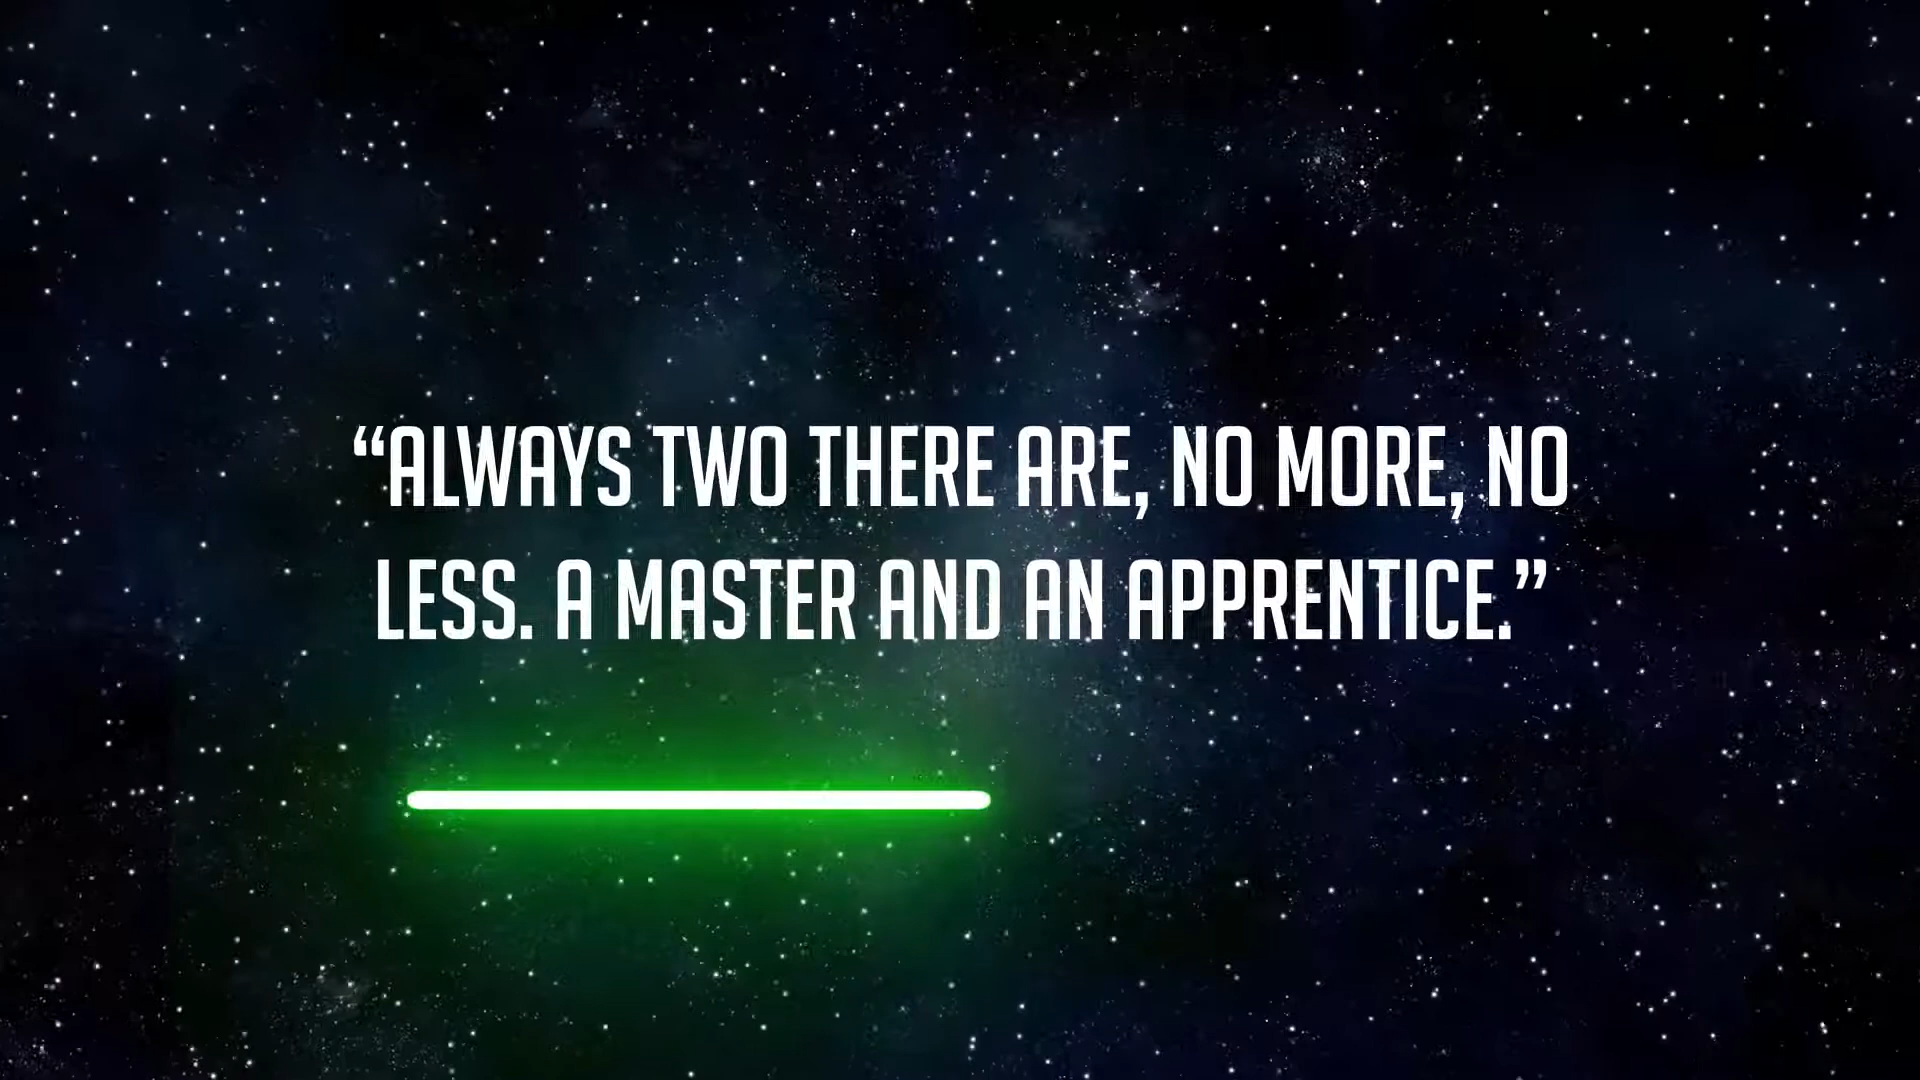 “ALWAYS TWO THERE ARE, NO MORE, NO
LESS. A MASTER AND AN APPRENTICE.”